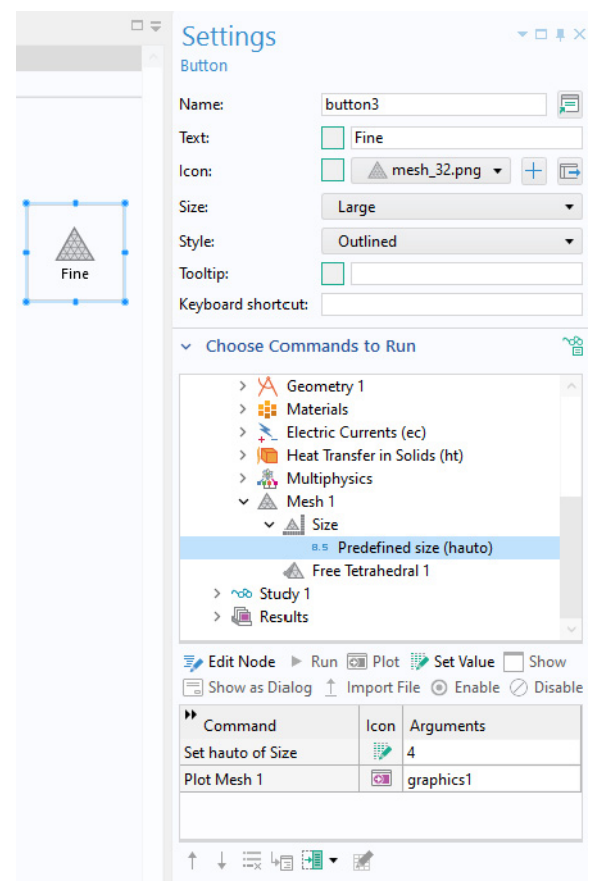 Settings
Button
Name: button3
Text: Fine
Icon: mesh_32.png
Size: Large
Style: Outlined
Tooltip:
Keyboard shortcut:
Fine
Choose Commands to Run
Geometry 1
Materials
Electric Currents (ec)
Heat Transfer in Solids (ht)
Multiphysics
Mesh 1
Size
8.5 Predefined size (hauto)
Free Tetrahedral 1
Study 1
Results
Edit Node Run Plot Set Value Show
Show as Dialog Import File Enable Disable
Command Icon Arguments
Set hauto of Size 4
Plot Mesh 1 graphics1